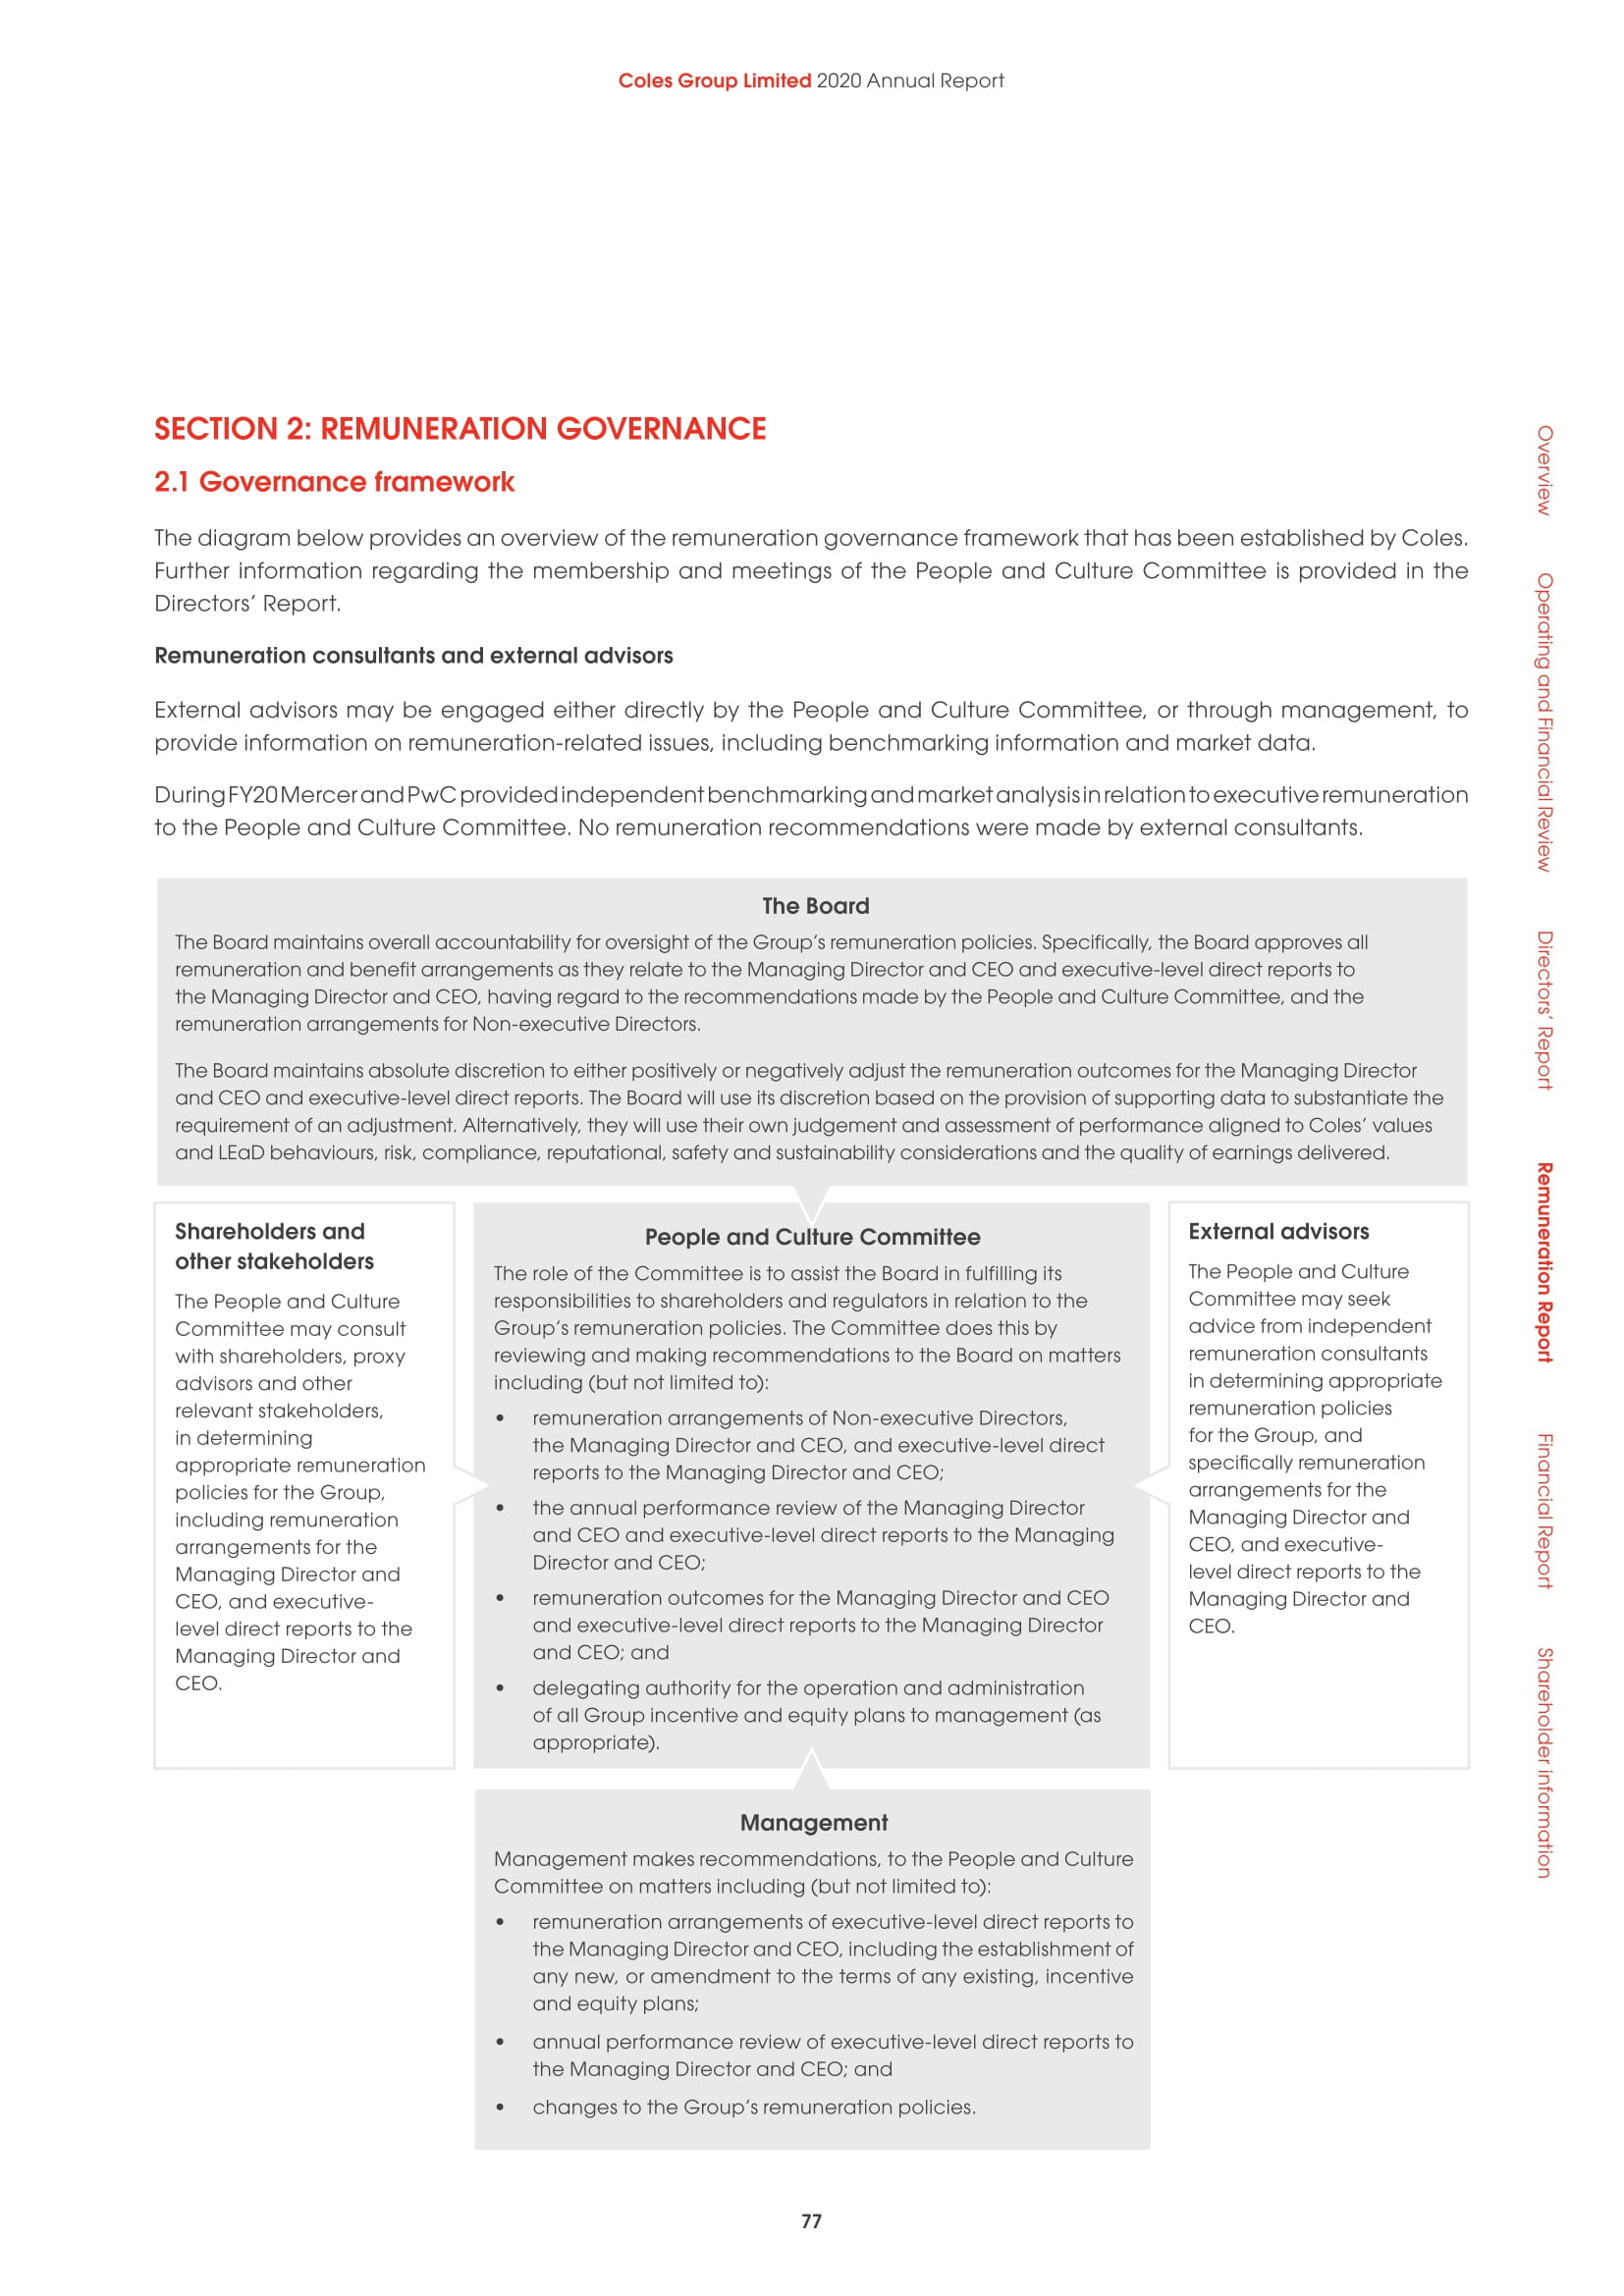 Coles Group Limited 2020 Annual Report
SECTION 2: REMUNERATION GOVERNANCE
2.1 Governance framework
The diagram below provides an overview of the remuneration governance framework that has been established by Coles.
Further information regarding the membership and meetings of the People and Culture Committee is provided in the
Directors’ Report.
Remuneration consultants and external advisors
External advisors may be engaged either directly by the People and Culture Committee, or through management, to
provide information on remuneration-related issues, including benchmarking information and market data.
During FY20 Mercer and PwC provided independent benchmarking and market analysis in relation to executive remuneration
to the People and Culture Committee. No remuneration recommendations were made by external consultants.
The Board
The Board maintains overall accountability for oversight of the Group’s remuneration policies. Specifically, the Board approves all
remuneration and benefit arrangements as they relate to the Managing Director and CEO and executive-level direct reports to
the Managing Director and CEO, having regard to the recommendations made by the People and Culture Committee, and the
remuneration arrangements for Non-executive Directors.
The Board maintains absolute discretion to either positively or negatively adjust the remuneration outcomes for the Managing Director
and CEO and executive-level direct reports. The Board will use its discretion based on the provision of supporting data to substantiate the
requirement of an adjustment. Alternatively, they will use their own judgement and assessment of performance aligned to Coles’ values
and LEaD behaviours, risk, compliance, reputational, safety and sustainability considerations and the quality of earnings delivered.
Shareholders and
other stakeholders
The People and Culture
Committee may consult
with shareholders, proxy
advisors and other
relevant stakeholders,
in determining
appropriate remuneration
policies for the Group,
including remuneration
arrangements for the
Managing Director and
CEO, and executive-
level direct reports to the
Managing Director and
CEO.
People and Culture Committee
The role of the Committee is to assist the Board in fulfilling its
responsibilities to shareholders and regulators in relation to the
Group’s remuneration policies. The Committee does this by
reviewing and making recommendations to the Board on matters
including (but not limited to):
• remuneration arrangements of Non-executive Directors,
the Managing Director and CEO, and executive-level direct
reports to the Managing Director and CEO;
• the annual performance review of the Managing Director
and CEO and executive-level direct reports to the Managing
Director and CEO;
• remuneration outcomes for the Managing Director and CEO
and executive-level direct reports to the Managing Director
and CEO; and
• delegating authority for the operation and administration
of all Group incentive and equity plans to management (as
appropriate).
External advisors
The People and Culture
Committee may seek
advice from independent
remuneration consultants
in determining appropriate
remuneration policies
for the Group, and
specifically remuneration
arrangements for the
Managing Director and
CEO, and executive-
level direct reports to the
Managing Director and
CEO.
Management
Management makes recommendations, to the People and Culture
Committee on matters including (but not limited to):
• remuneration arrangements of executive-level direct reports to
the Managing Director and CEO, including the establishment of
any new, or amendment to the terms of any existing, incentive
and equity plans;
• annual performance review of executive-level direct reports to
the Managing Director and CEO; and
• changes to the Group’s remuneration policies.
Overview
Operating and Financial Review
Directors’ Report
Remuneration Report
Financial Report
Shareholder information
77